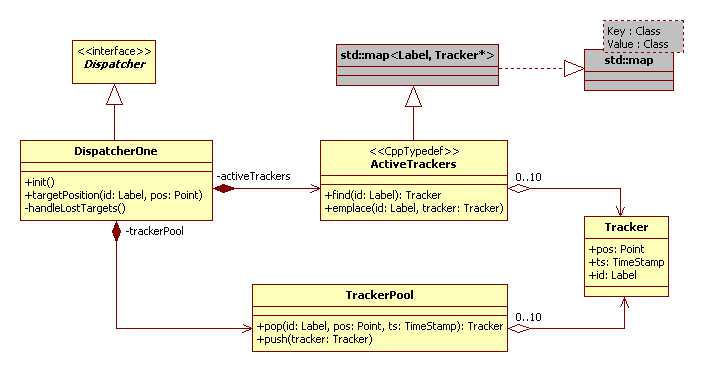 Key : Class
Value : Class
<<interface>>
Dispatcher
std::map<Label, Tracker*>
std::map
DispatcherOne
+init()
+targetPosition(id: Label, pos: Point)
-handleLostTargets()
-activeTrackers
<<CppTypedef>>
ActiveTrackers
+find(id: Label): Tracker
+emplace(id: Label, tracker: Tracker)
0..10
-trackerPool
Tracker
+pos: Point
+ts: TimeStamp
+id: Label
TrackerPool
+pop(id: Label, pos: Point, ts: TimeStamp): Tracker
+push(tracker: Tracker)
0..10